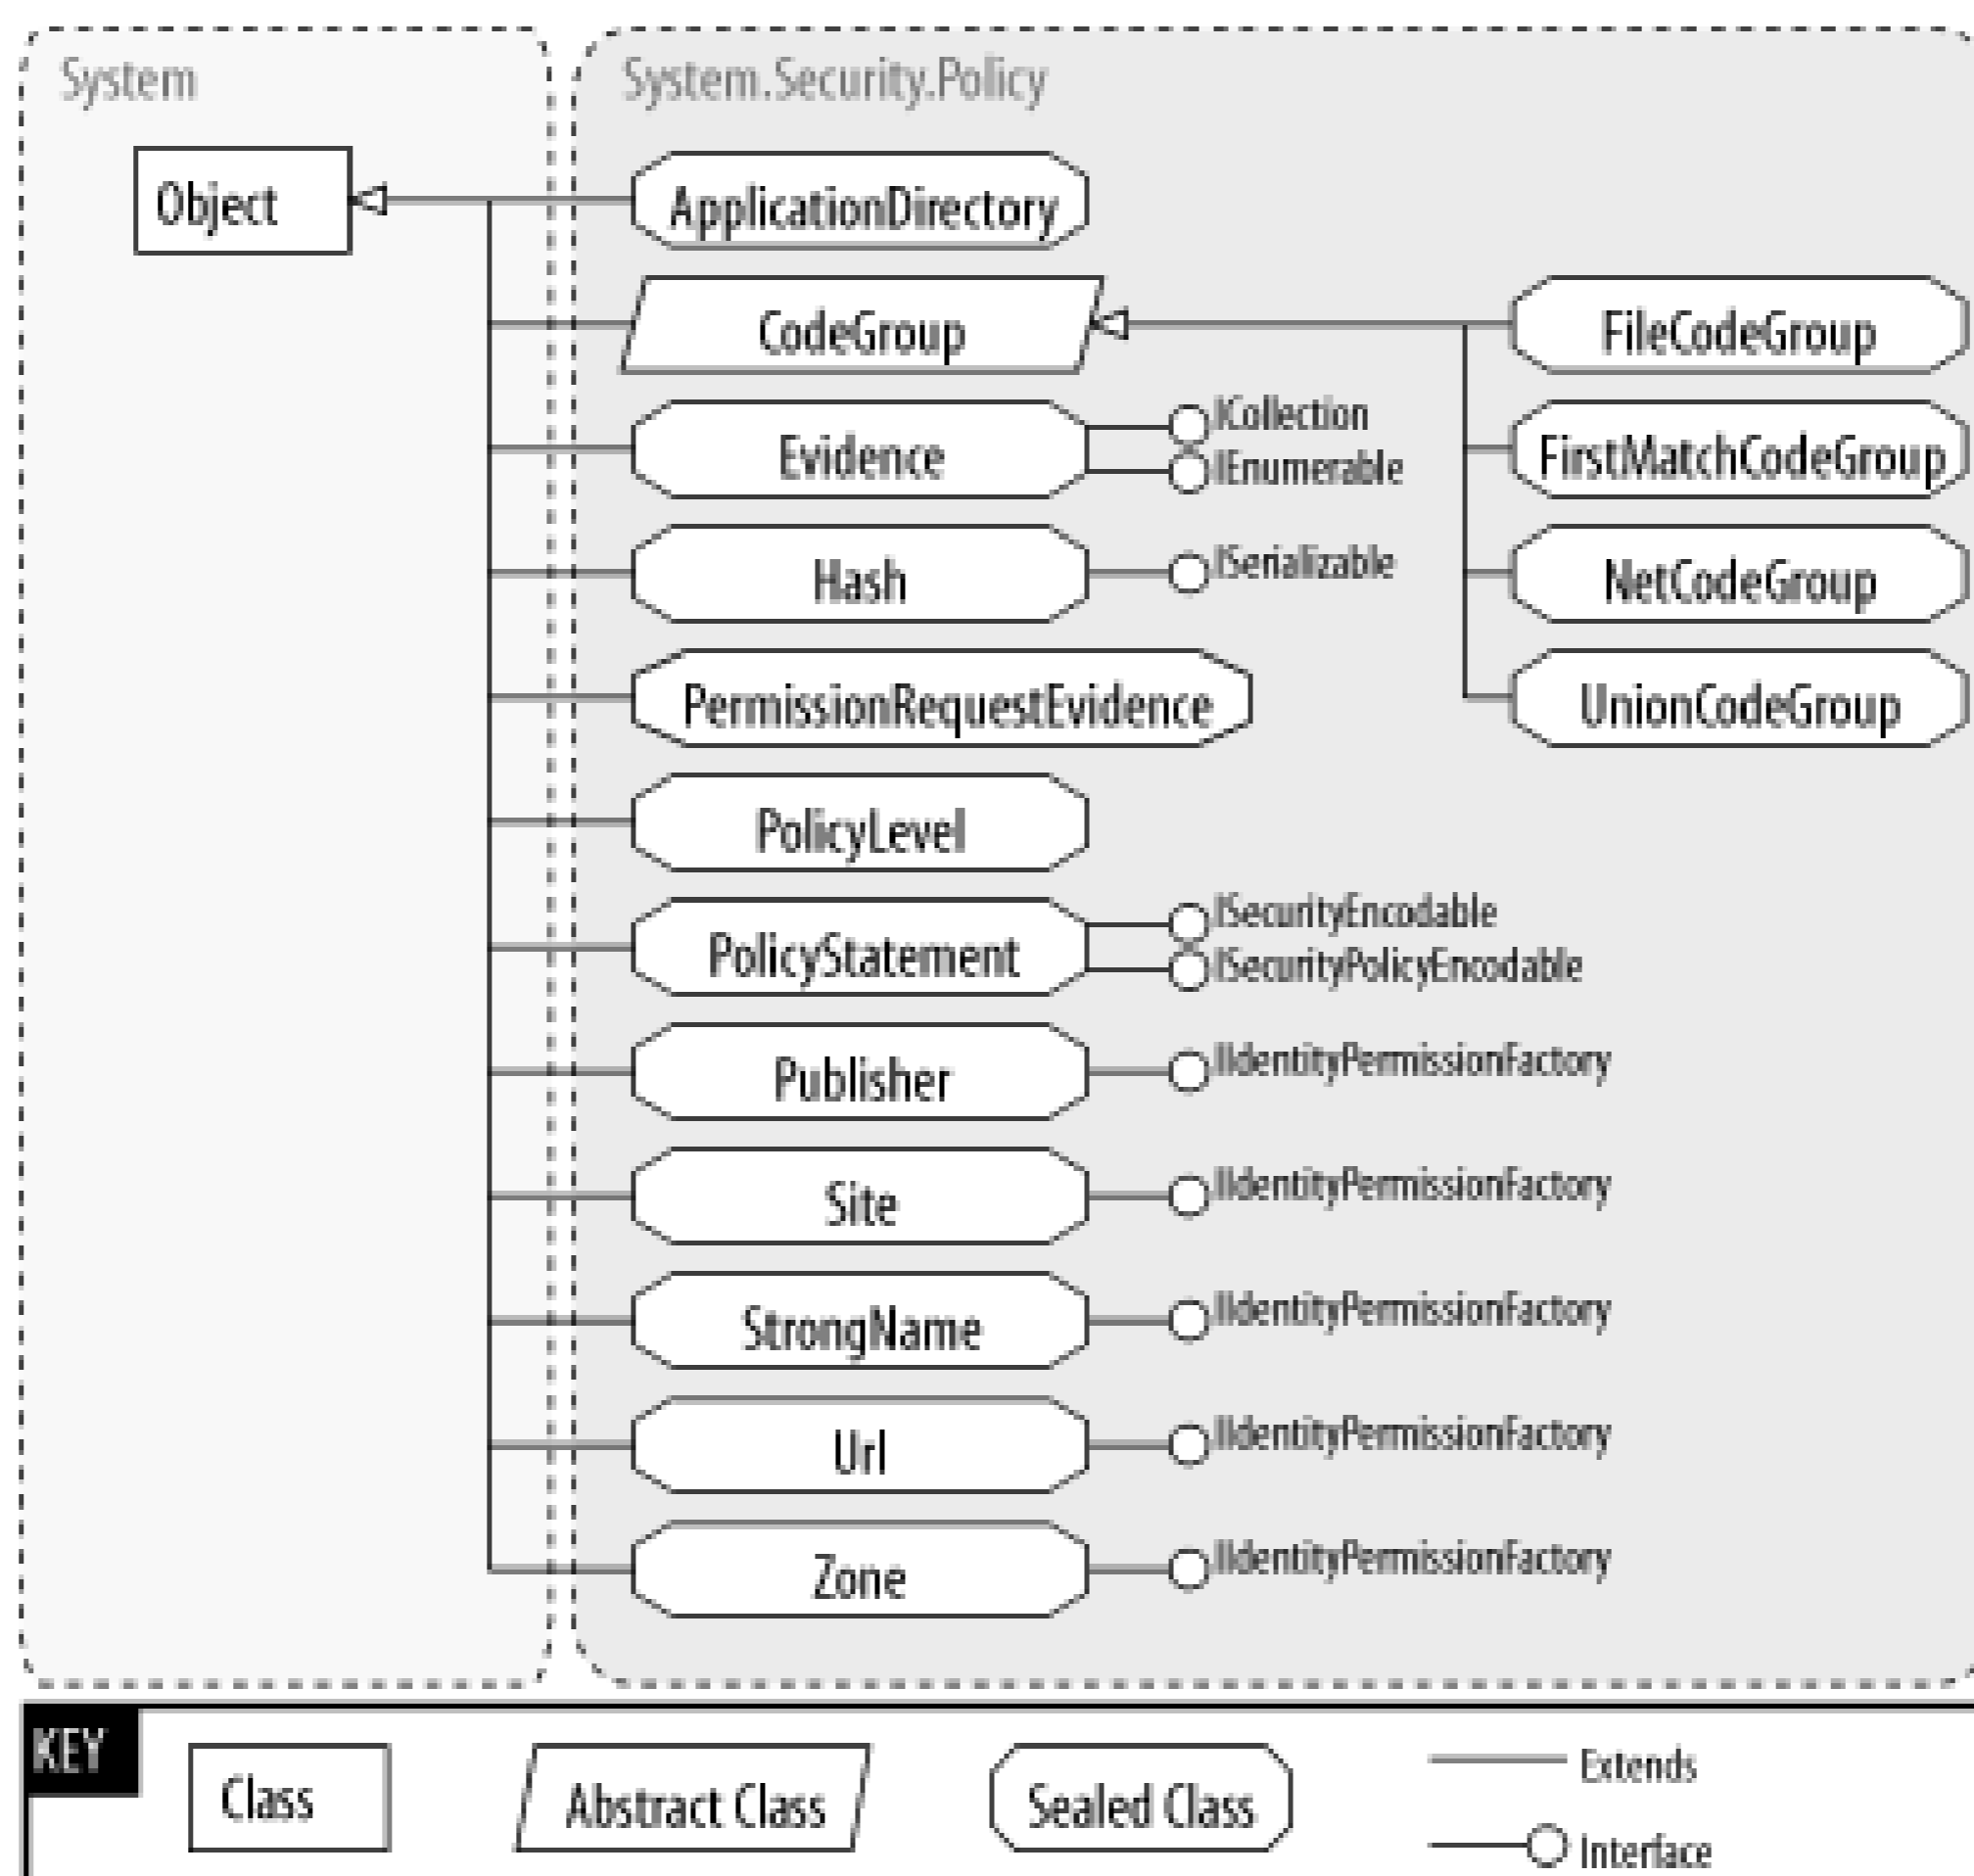 System
System.Security.Policy
Object
ApplicationDirectory
CodeGroup
FileCodeGroup
Evidence
ICollection
IEnumerable
FirstMatchCodeGroup
Hash
ISerializable
NetCodeGroup
PermissionRequestEvidence
UnionCodeGroup
PolicyLevel
PolicyStatement
ISecurityEncodable
ISecurityPolicyEncodable
Publisher
IIdentityPermissionFactory
Site
IIdentityPermissionFactory
StrongName
IIdentityPermissionFactory
Url
IIdentityPermissionFactory
Zone
IIdentityPermissionFactory
KEY
Class
Abstract Class
Sealed Class
Extends
Interface